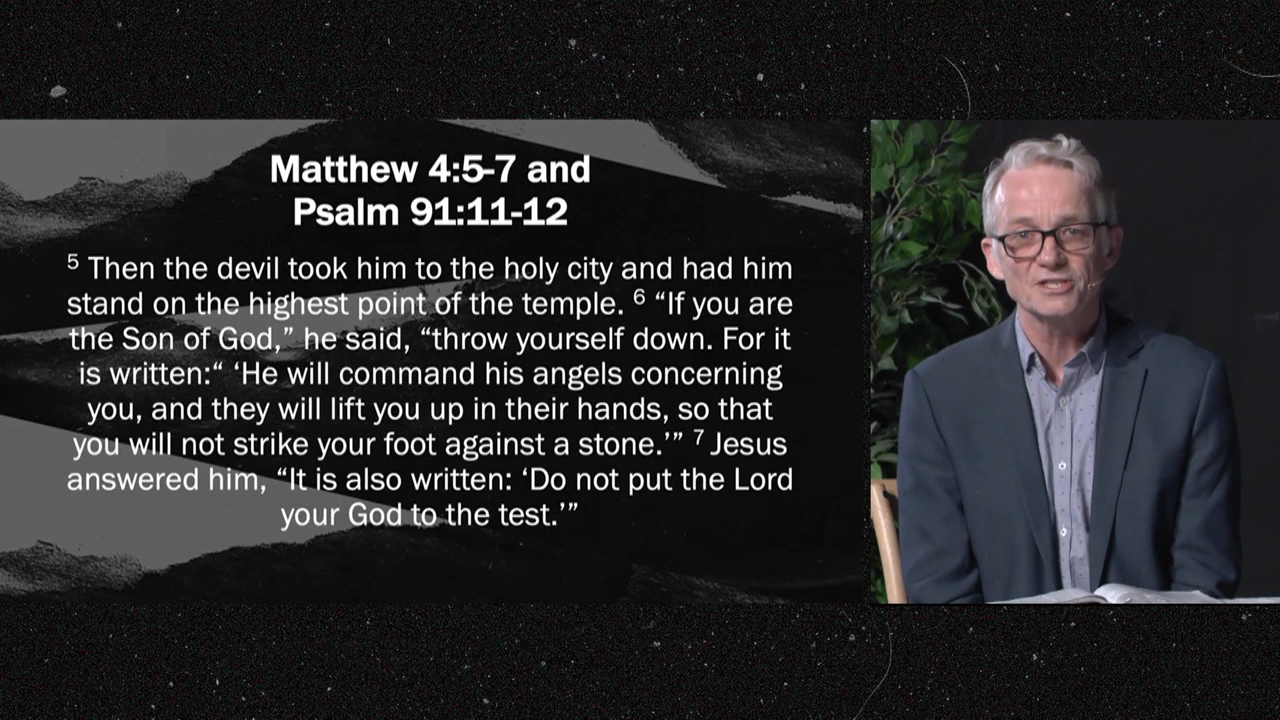 Matthew 4:5-7 and
Psalm 91:11-12
⁵ Then the devil took him to the holy city and had him
stand on the highest point of the temple. ⁶ “If you are
the Son of God,” he said, “throw yourself down. For it
is written:“ ‘He will command his angels concerning
you, and they will lift you up in their hands, so that
you will not strike your foot against a stone.’” ⁷ Jesus
answered him, “It is also written: ‘Do not put the Lord
your God to the test.’”